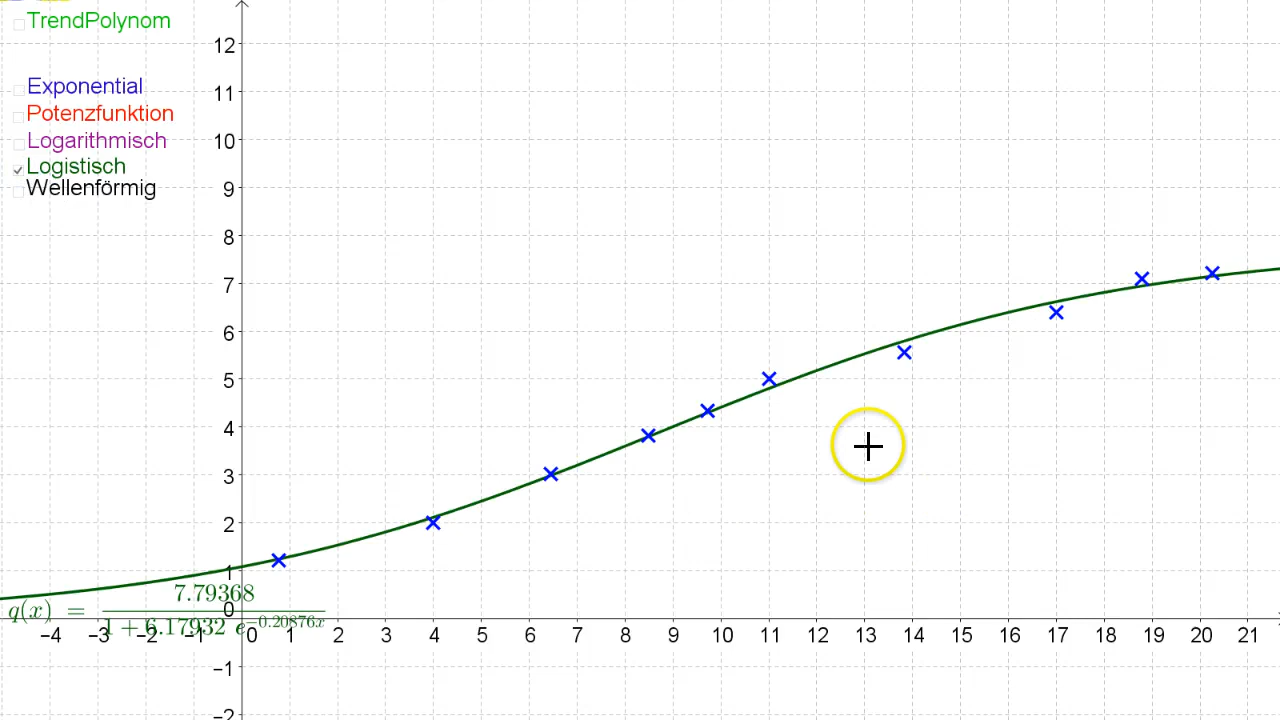 TrendPolynom
Exponential
Potenzfunktion
Logarithmisch
Logistisch
Wellenförmig
12
11
10
9
8
7
6
5
4
3
2
1
0
−1
−2
q(x) = 7.79368 / 1 + 6.17932 e^−0.20876x
−4 −3 −2 −1 0 1 2 3 4 5 6 7 8 9 10 11 12 13 14 15 16 17 18 19 20 21